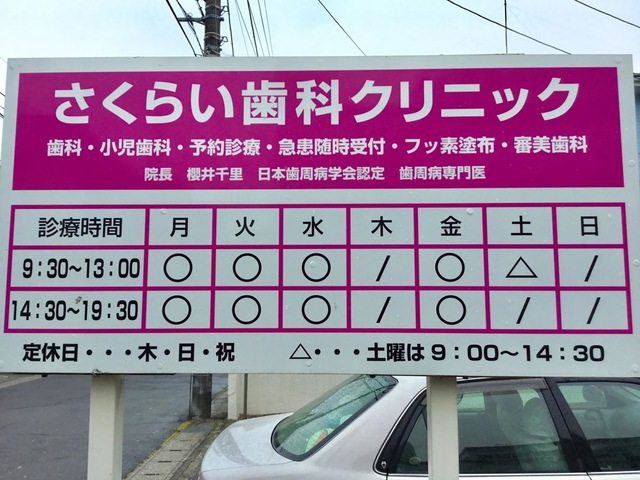 さくらい歯科クリニック
歯科・小児歯科・予約診療・急患随時受付・フッ素塗布・審美歯科
院長 櫻井千里 日本歯周病学会認定 歯周病専門医
診療時間 月 火 水 木 金 土 日
9:30〜13:00 ○ ○ ○ / ○ △ /
14:30〜19:30 ○ ○ ○ / ○ / /
定休日・・・木・日・祝 △・・・土曜は9:00〜14:30